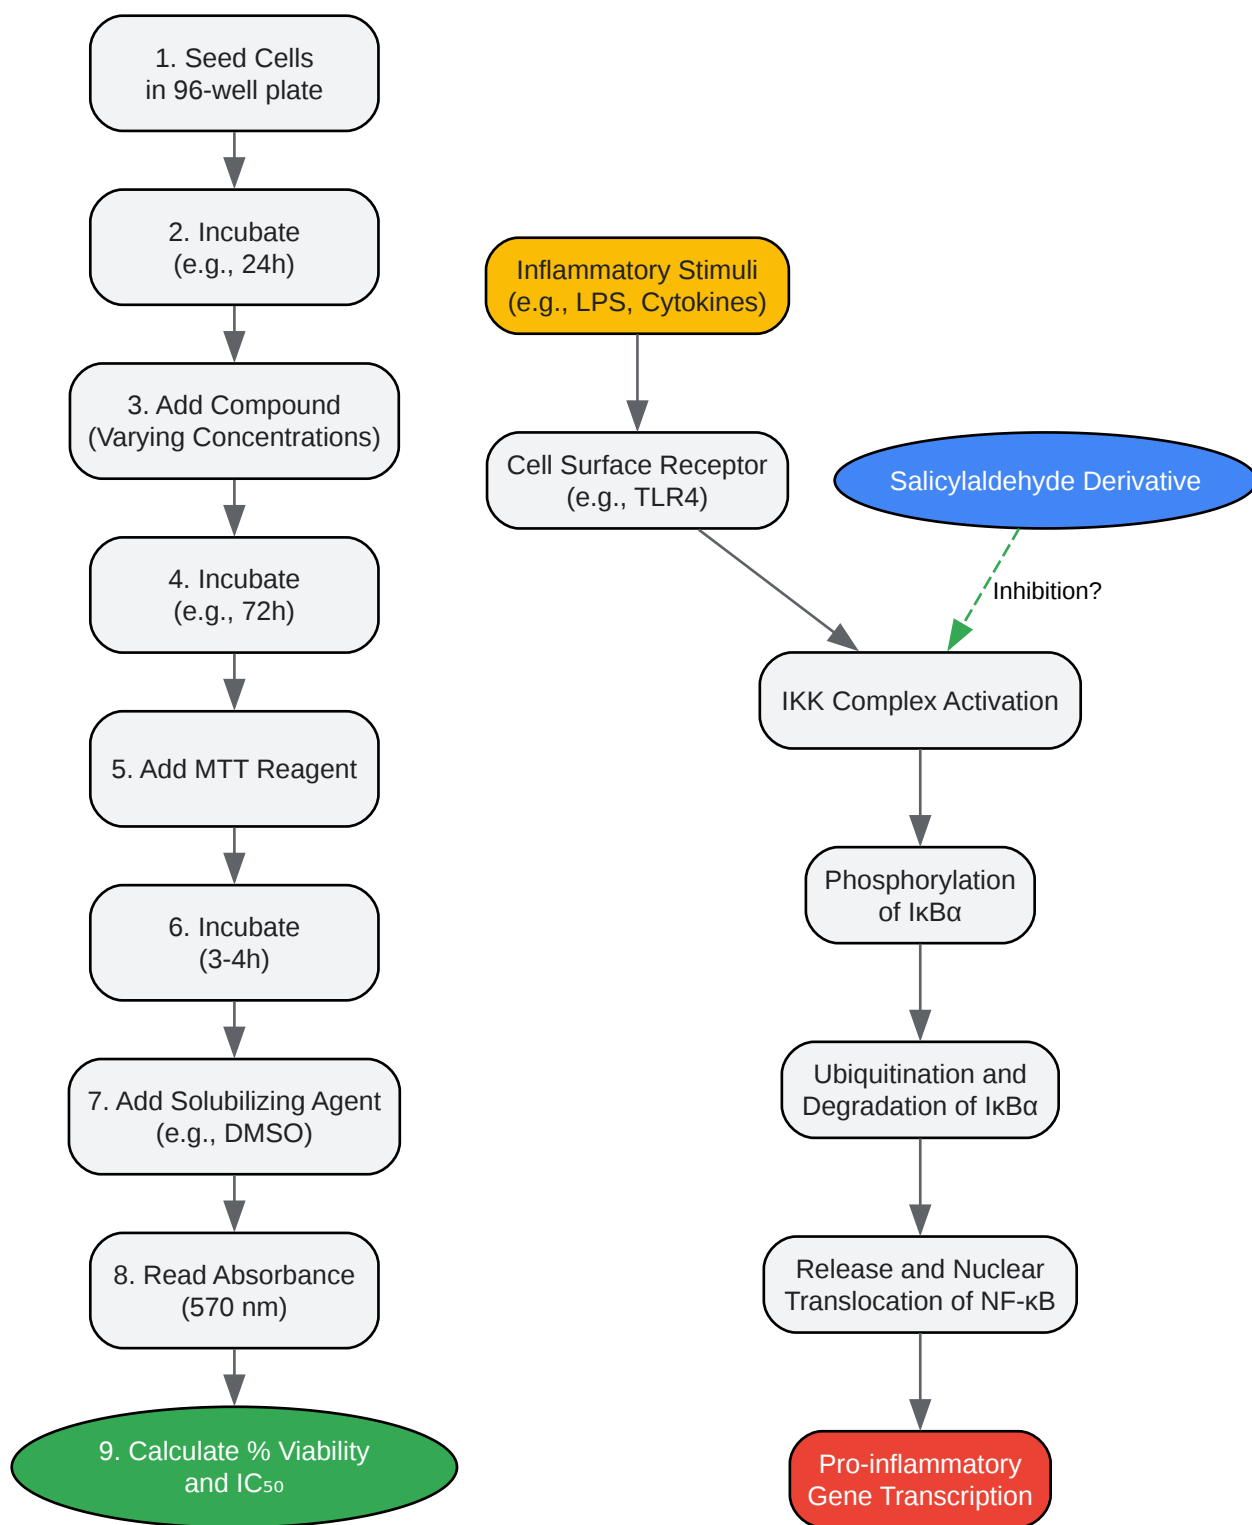 1. Seed Cells
in 96-well plate
2. Incubate
(e.g., 24h)
3. Add Compound
(Varying Concentrations)
4. Incubate
(e.g., 72h)
5. Add MTT Reagent
6. Incubate
(3-4h)
7. Add Solubilizing Agent
(e.g., DMSO)
8. Read Absorbance
(570 nm)
9. Calculate % Viability
and IC₅₀
Inflammatory Stimuli
(e.g., LPS, Cytokines)
Cell Surface Receptor
(e.g., TLR4)
Salicylaldehyde Derivative
Inhibition?
IKK Complex Activation
Phosphorylation
of IκBα
Ubiquitination and
Degradation of IκBα
Release and Nuclear
Translocation of NF-κB
Pro-inflammatory
Gene Transcription